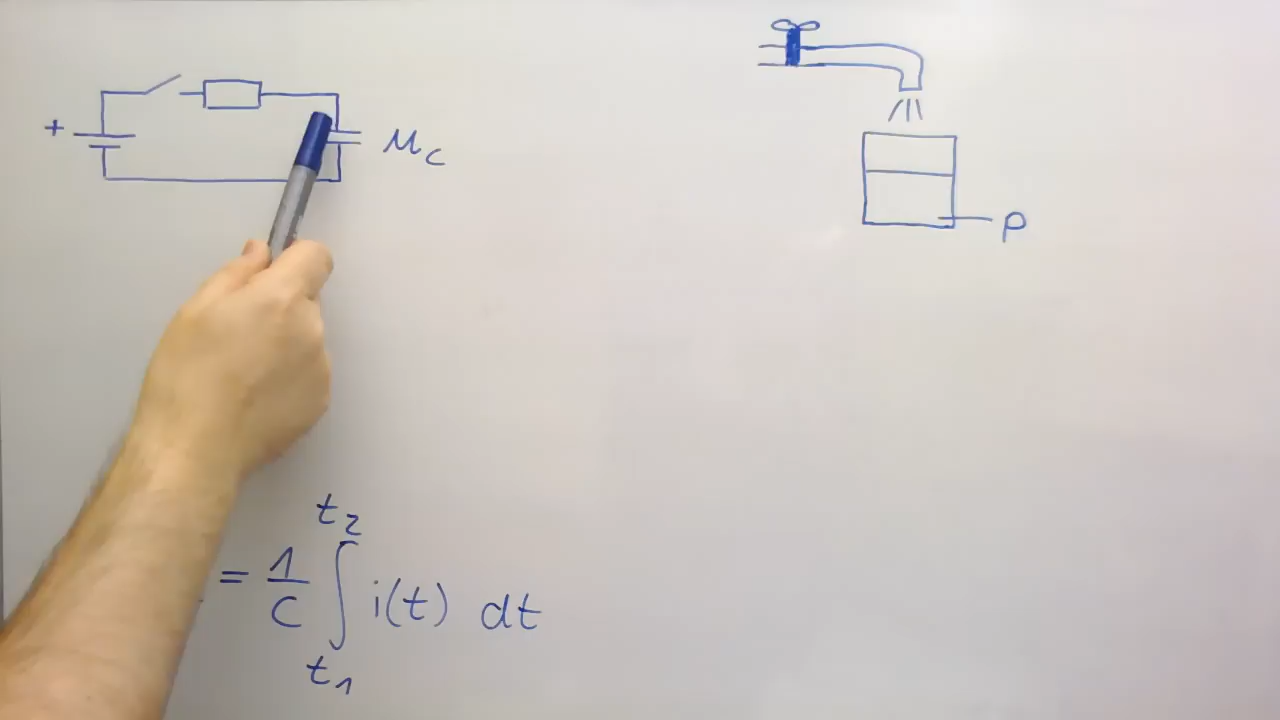 +
u_c
p
= 1/C ∫_{t_1}^{t_2} i(t) dt